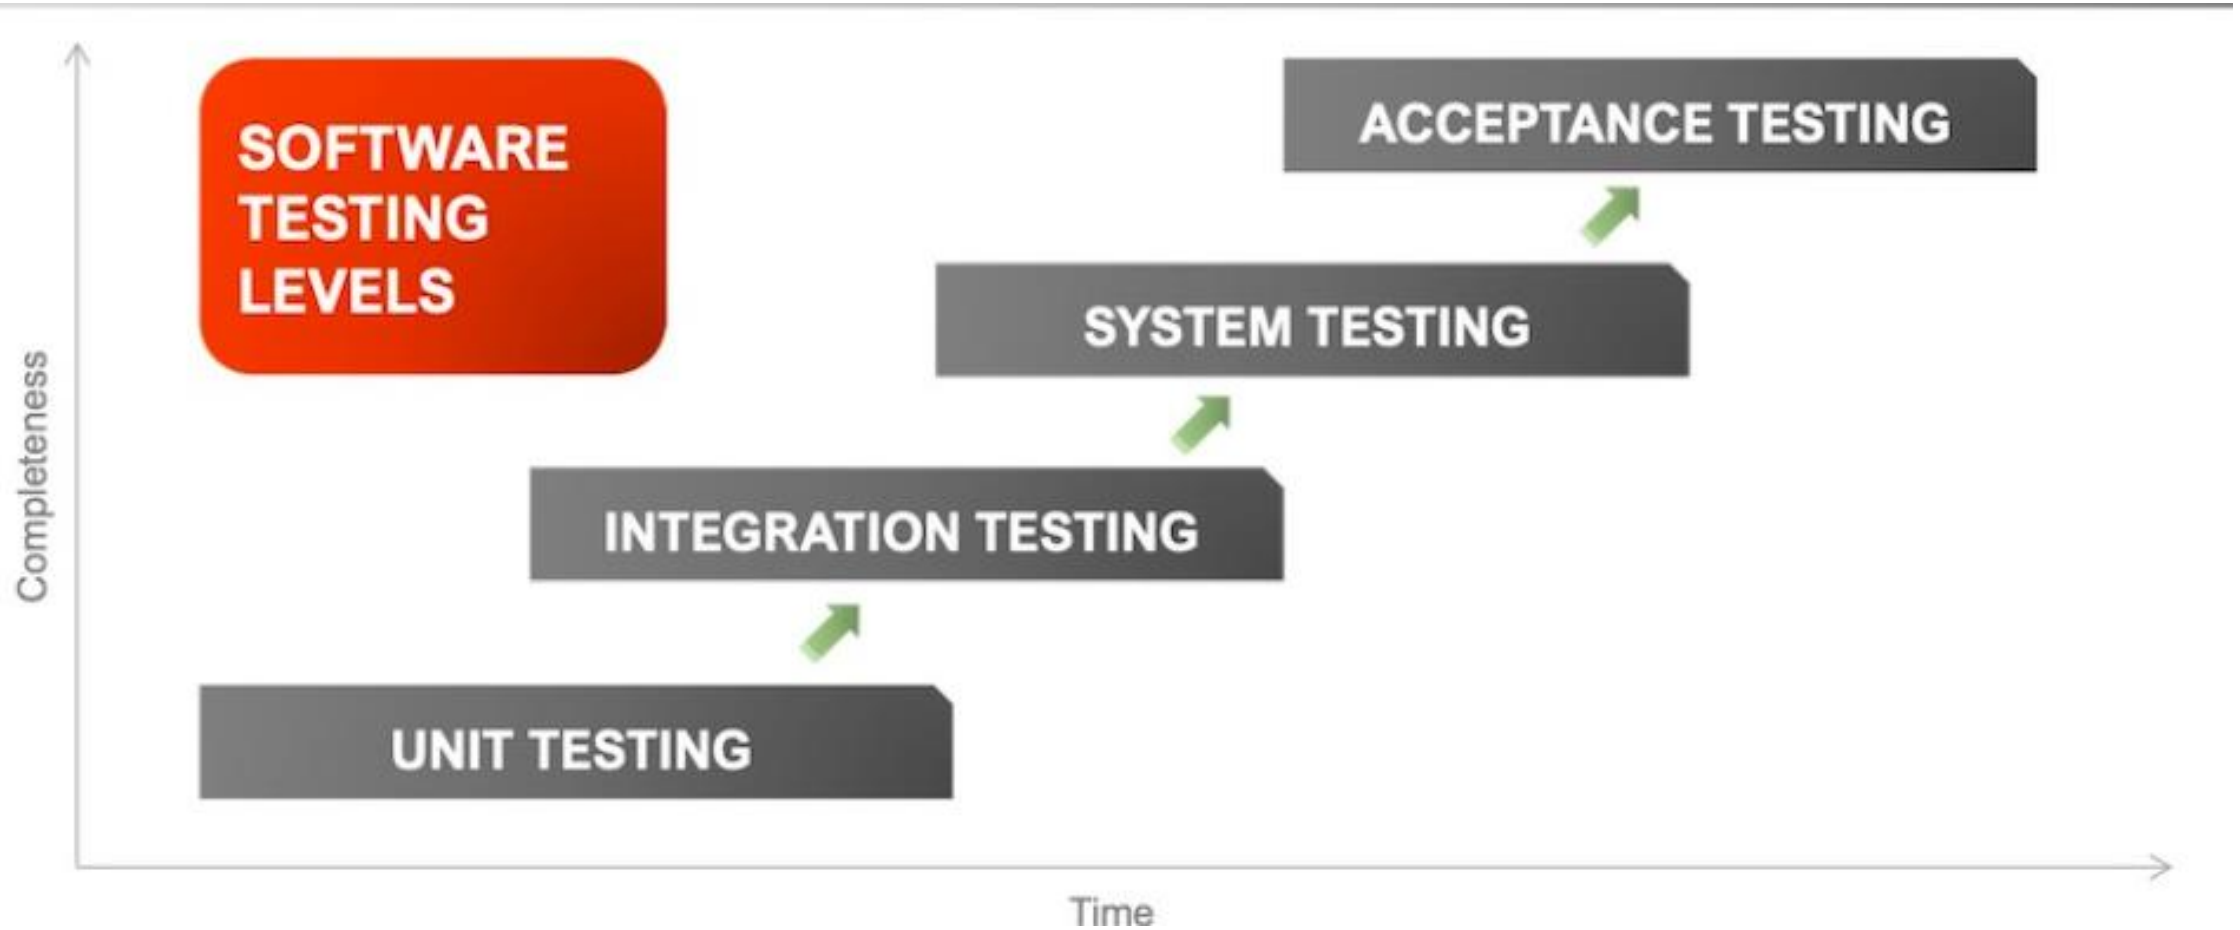 SOFTWARE
TESTING
LEVELS
ACCEPTANCE TESTING
SYSTEM TESTING
INTEGRATION TESTING
UNIT TESTING
Completeness
Time